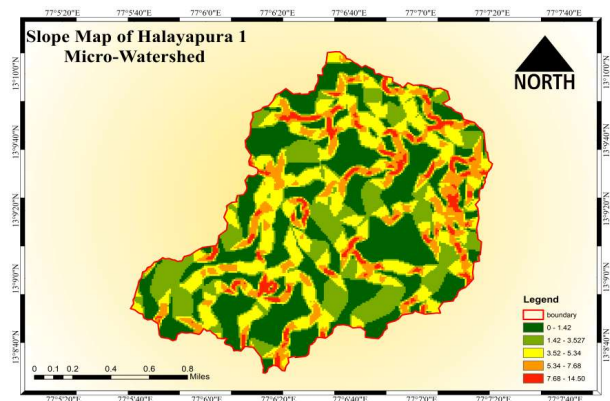 77°5'20"E 77°5'40"E 77°6'0"E 77°6'20"E 77°6'40"E 77°7'0"E 77°7'20"E 77°7'40"E
Slope Map of Halayapura 1
Micro-Watershed
NORTH
13°10'0"N 13°10'0"N
13°9'40"N 13°9'40"N
13°9'20"N 13°9'20"N
13°9'0"N 13°9'0"N
13°8'40"N 13°8'40"N
Legend
boundary
0 - 1.42
1.42 - 3.527
3.52 - 5.34
5.34 - 7.68
7.68 - 14.50
0 0.1 0.2 0.4 0.6 0.8
Miles
77°5'20"E 77°5'40"E 77°6'0"E 77°6'20"E 77°6'40"E 77°7'0"E 77°7'20"E 77°7'40"E